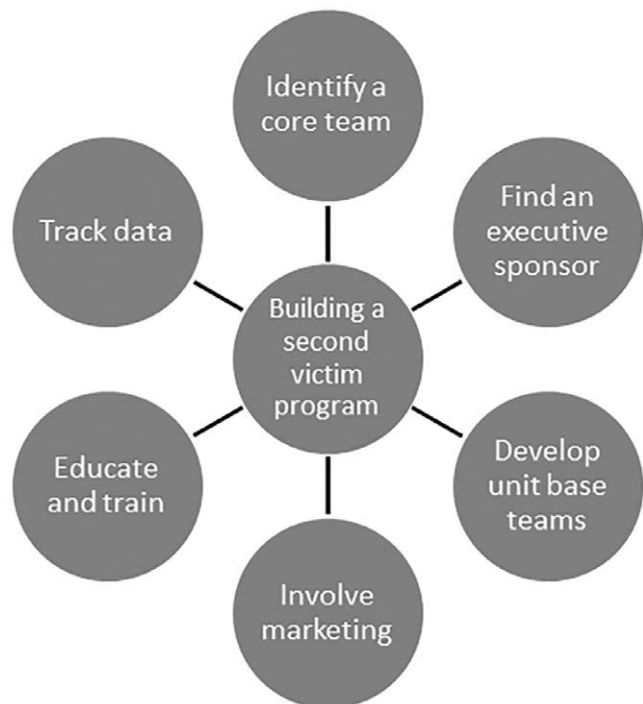 Identify a
core team
Find an
executive
sponsor
Develop
unit base
teams
Involve
marketing
Educate
and train
Track data
Building a
second
victim
program